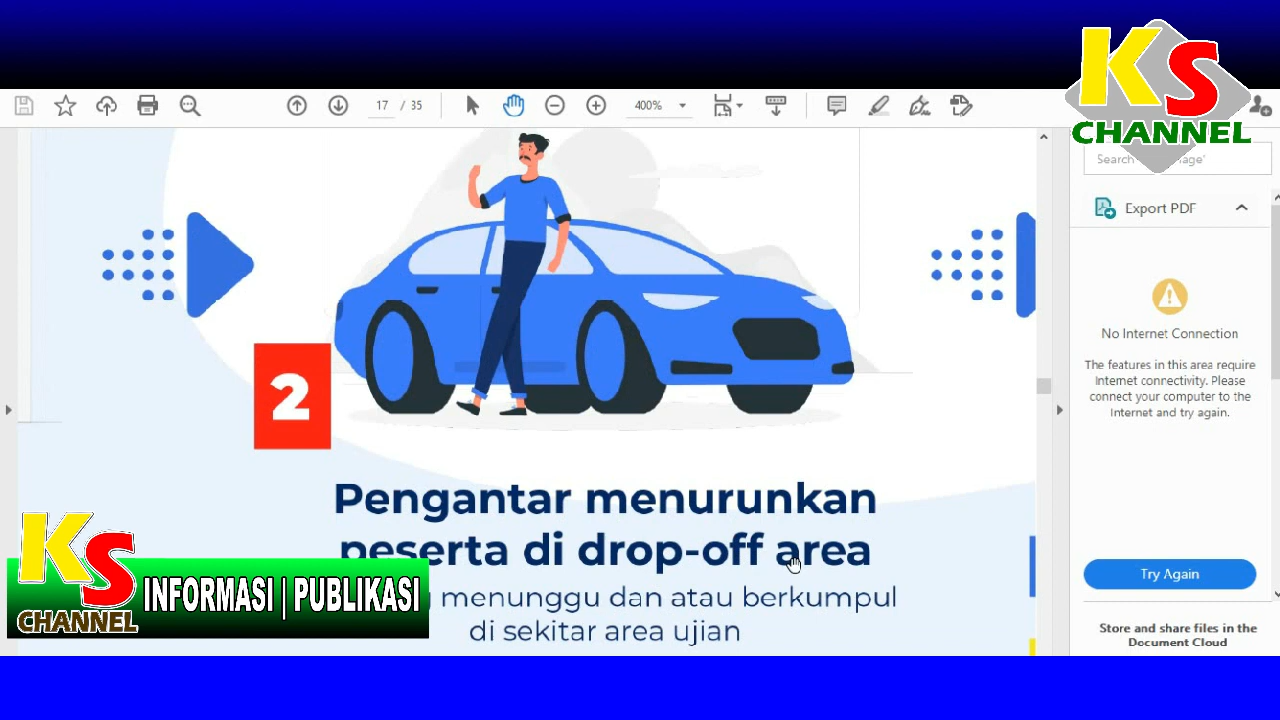 KS
CHANNEL
17 / 35
400%
Search
age'
Export PDF
No Internet Connection
The features in this area require
Internet connectivity. Please
connect your computer to the
Internet and try again.
Try Again
Store and share files in the
Document Cloud
2
Pengantar menurunkan
peserta di drop-off area
menunggu dan atau berkumpul
di sekitar area ujian
KS
CHANNEL
INFORMASI | PUBLIKASI